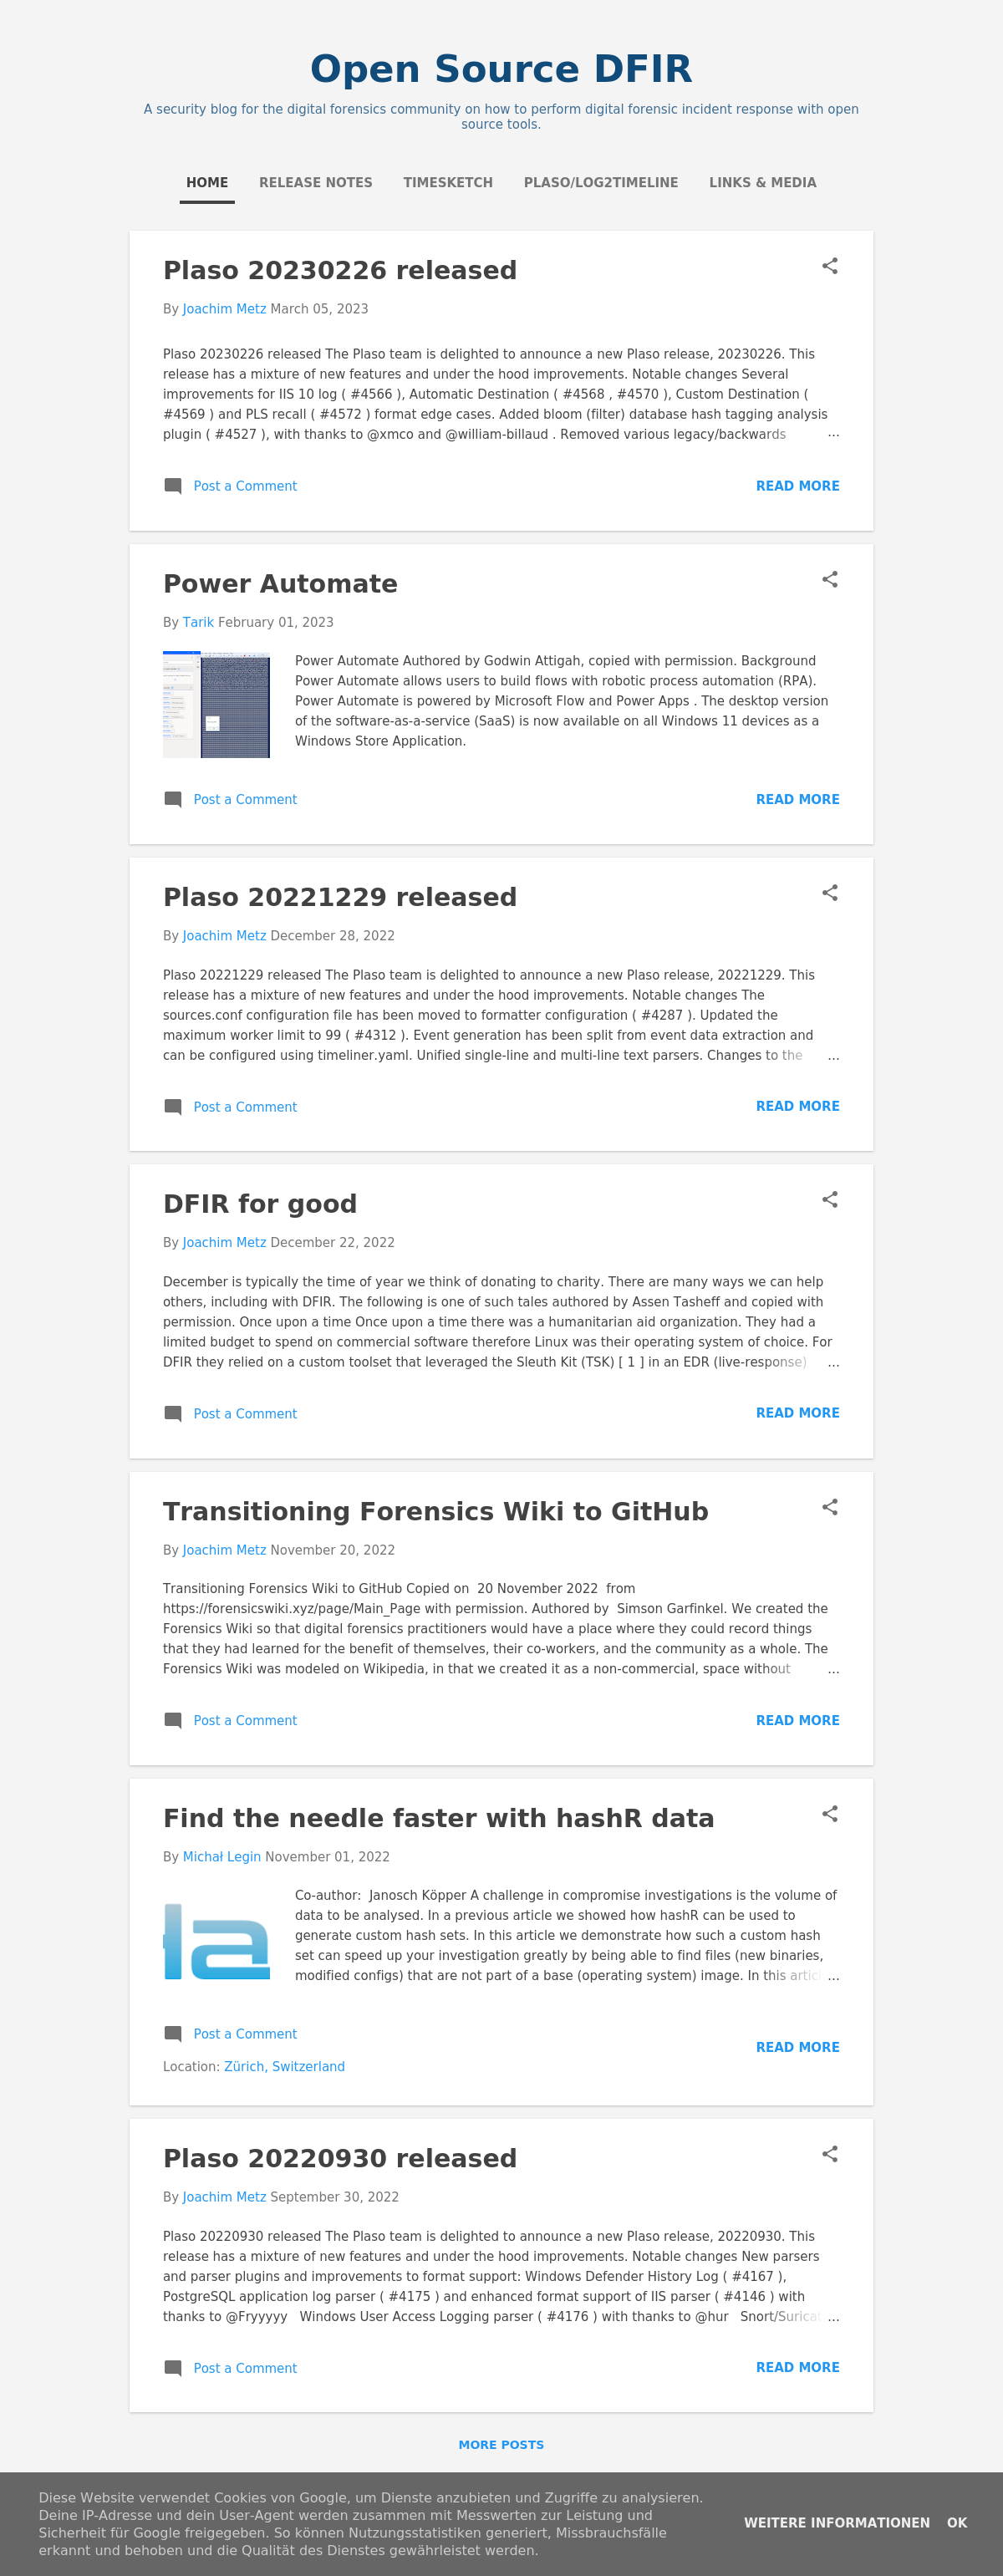 Open Source DFIR
A security blog for the digital forensics community on how to perform digital forensic incident response with open
source tools.
HOME RELEASE NOTES TIMESKETCH PLASO/LOG2TIMELINE LINKS & MEDIA
Plaso 20230226 released
By Joachim Metz March 05, 2023
Plaso 20230226 released The Plaso team is delighted to announce a new Plaso release, 20230226. This
release has a mixture of new features and under the hood improvements. Notable changes Several
improvements for IIS 10 log ( #4566 ), Automatic Destination ( #4568 , #4570 ), Custom Destination (
#4569 ) and PLS recall ( #4572 ) format edge cases. Added bloom (filter) database hash tagging analysis
plugin ( #4527 ), with thanks to @xmco and @william-billaud . Removed various legacy/backwards ...
Post a Comment READ MORE
Power Automate
By Tarik February 01, 2023
Power Automate Authored by Godwin Attigah, copied with permission. Background
Power Automate allows users to build flows with robotic process automation (RPA).
Power Automate is powered by Microsoft Flow and Power Apps . The desktop version
of the software-as-a-service (SaaS) is now available on all Windows 11 devices as a
Windows Store Application.
Post a Comment READ MORE
Plaso 20221229 released
By Joachim Metz December 28, 2022
Plaso 20221229 released The Plaso team is delighted to announce a new Plaso release, 20221229. This
release has a mixture of new features and under the hood improvements. Notable changes The
sources.conf configuration file has been moved to formatter configuration ( #4287 ). Updated the
maximum worker limit to 99 ( #4312 ). Event generation has been split from event data extraction and
can be configured using timeliner.yaml. Unified single-line and multi-line text parsers. Changes to the ...
Post a Comment READ MORE
DFIR for good
By Joachim Metz December 22, 2022
December is typically the time of year we think of donating to charity. There are many ways we can help
others, including with DFIR. The following is one of such tales authored by Assen Tasheff and copied with
permission. Once upon a time Once upon a time there was a humanitarian aid organization. They had a
limited budget to spend on commercial software therefore Linux was their operating system of choice. For
DFIR they relied on a custom toolset that leveraged the Sleuth Kit (TSK) [ 1 ] in an EDR (live-response) ...
Post a Comment READ MORE
Transitioning Forensics Wiki to GitHub
By Joachim Metz November 20, 2022
Transitioning Forensics Wiki to GitHub Copied on 20 November 2022 from
https://forensicswiki.xyz/page/Main_Page with permission. Authored by Simson Garfinkel. We created the
Forensics Wiki so that digital forensics practitioners would have a place where they could record things
that they had learned for the benefit of themselves, their co-workers, and the community as a whole. The
Forensics Wiki was modeled on Wikipedia, in that we created it as a non-commercial, space without ...
Post a Comment READ MORE
Find the needle faster with hashR data
By Michał Legin November 01, 2022
Co-author: Janosch Köpper A challenge in compromise investigations is the volume of
data to be analysed. In a previous article we showed how hashR can be used to
generate custom hash sets. In this article we demonstrate how such a custom hash
set can speed up your investigation greatly by being able to find files (new binaries,
modified configs) that are not part of a base (operating system) image. In this ...
Post a Comment READ MORE
Location: Zürich, Switzerland
Plaso 20220930 released
By Joachim Metz September 30, 2022
Plaso 20220930 released The Plaso team is delighted to announce a new Plaso release, 20220930. This
release has a mixture of new features and under the hood improvements. Notable changes New parsers
and parser plugins and improvements to format support: Windows Defender History Log ( #4167 ),
PostgreSQL application log parser ( #4175 ) and enhanced format support of IIS parser ( #4146 ) with
thanks to @Fryyyyy Windows User Access Logging parser ( #4176 ) with thanks to @hur ...
Post a Comment READ MORE
MORE POSTS
Diese Website verwendet Cookies von Google, um Dienste anzubieten und Zugriffe zu analysieren.
Deine IP-Adresse und dein User-Agent werden zusammen mit Messwerten zur Leistung und
Sicherheit für Google freigegeben. So können Nutzungsstatistiken generiert, Missbrauchsfälle
erkannt und behoben und die Qualität des Dienstes gewährleistet werden.
WEITERE INFORMATIONEN OK